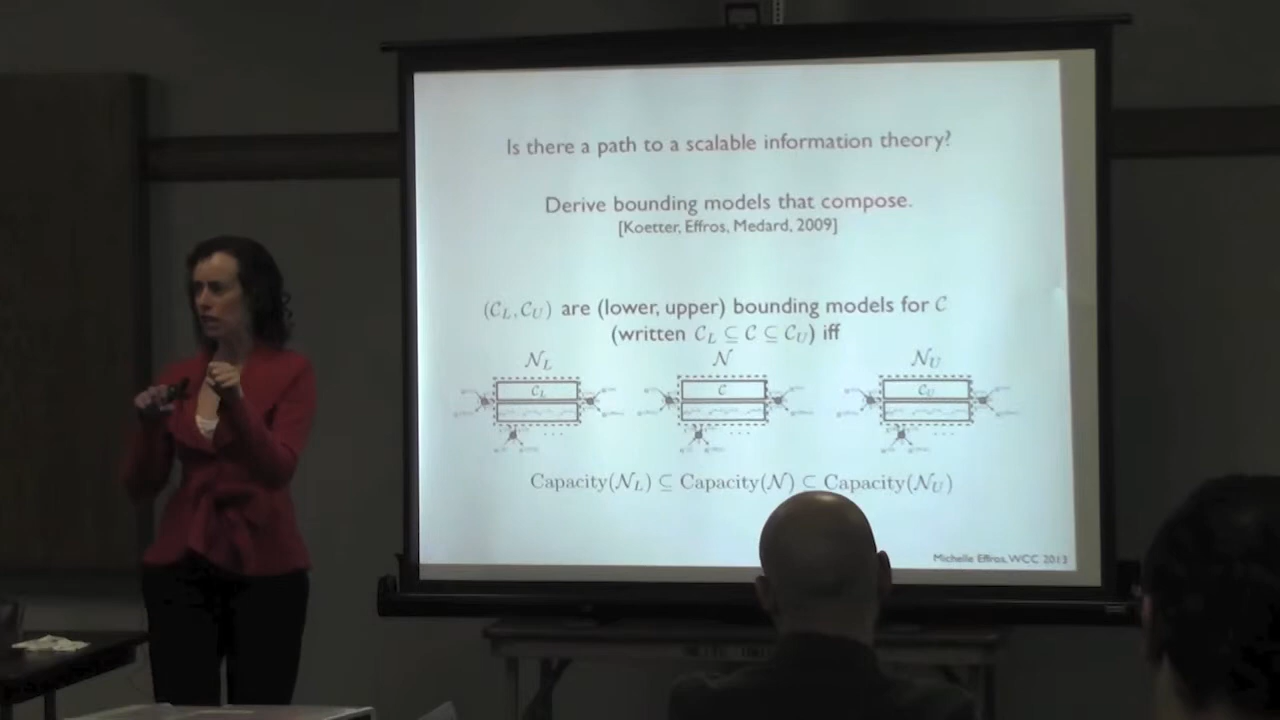 Is there a path to a scalable information theory?
Derive bounding models that compose.
[Koetter, Effros, Medard, 2009]
(𝒞_L, 𝒞_U) are (lower, upper) bounding models for 𝒞
(written 𝒞_L ⊆ 𝒞 ⊆ 𝒞_U) iff
𝒩_L 𝒩 𝒩_U
𝒞_L 𝒞 𝒞_U
Capacity(𝒩_L) ⊆ Capacity(𝒩) ⊆ Capacity(𝒩_U)
Michelle Effros, WCC 2013